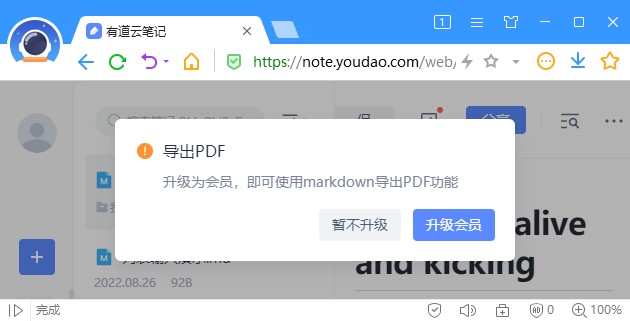 有道云笔记
1
https://note.youdao.com/web/
导出PDF
升级为会员，即可使用markdown导出PDF功能
暂不升级
升级会员
alive
and kicking
2022.08.26 92B
完成
0
100%